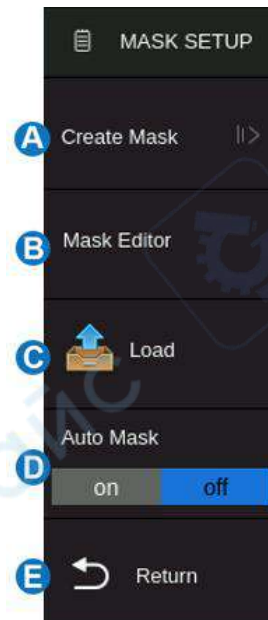 MASK SETUP
A Create Mask
B Mask Editor
C Load
Auto Mask
D on off
E Return